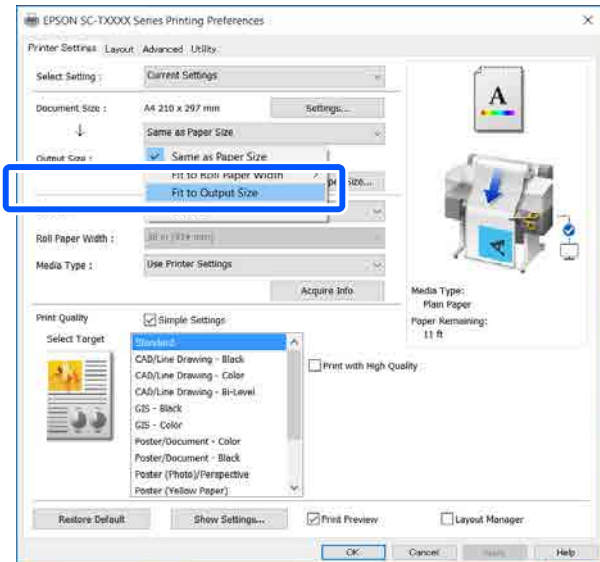 EPSON SC-TXXXX Series Printing Preferences
Printer Settings Layout Advanced Utility
Select Setting : Current Settings
Document Size : A4 210 x 297 mm Settings...
Same as Paper Size
Output Size : Same as Paper Size
Fit to Roll Paper Width
Size...
Fit to Output Size
Roll Paper Width :
Media Type : Use Printer Settings
Acquire Info
A
A
Media Type:
Plain Paper
Paper Remaining:
11 ft
Print Quality Simple Settings
Select Target Standard
CAD/Line Drawing - Black
CAD/Line Drawing - Color
CAD/Line Drawing - Bi-Level
GIS - Black
GIS - Color
Poster/Document - Color
Poster/Document - Black
Poster (Photo)/Perspective
Poster (Yellow Paper)
Print with High Quality
Restore Default Show Settings... Print Preview Layout Manager
OK Cancel Apply Help